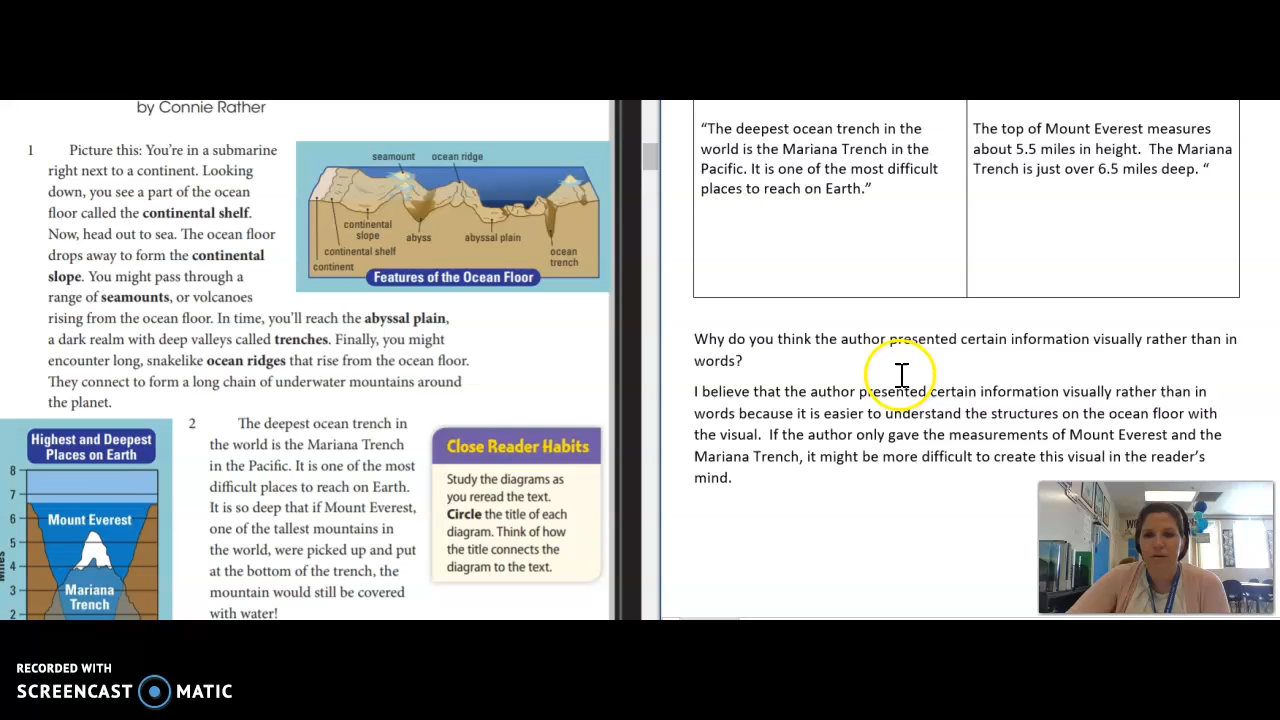 by Connie Rather
1 Picture this: You're in a submarine
right next to a continent. Looking
down, you see a part of the ocean
floor called the continental shelf.
Now, head out to sea. The ocean floor
drops away to form the continental
slope. You might pass through a
range of seamounts, or volcanoes
rising from the ocean floor. In time, you'll reach the abyssal plain,
a dark realm with deep valleys called trenches. Finally, you might
encounter long, snakelike ocean ridges that rise from the ocean floor.
They connect to form a long chain of underwater mountains around
the planet.
seamount ocean ridge
continental
slope
abyss
abyssal plain
continental shelf
ocean
trench
continent
Features of the Ocean Floor
Highest and Deepest
Places on Earth
8
7
6
5
4
3
2
Miles
Mount Everest
Mariana
Trench
2 The deepest ocean trench in
the world is the Mariana Trench
in the Pacific. It is one of the most
difficult places to reach on Earth.
It is so deep that if Mount Everest,
one of the tallest mountains in
the world, were picked up and put
at the bottom of the trench, the
mountain would still be covered
with water!
Close Reader Habits
Study the diagrams as
you reread the text.
Circle the title of each
diagram. Think of how
the title connects the
diagram to the text.
“The deepest ocean trench in the
world is the Mariana Trench in the
Pacific. It is one of the most difficult
places to reach on Earth.”
The top of Mount Everest measures
about 5.5 miles in height. The Mariana
Trench is just over 6.5 miles deep. “
Why do you think the author presented certain information visually rather than in
words?
I believe that the author presented certain information visually rather than in
words because it is easier to understand the structures on the ocean floor with
the visual. If the author only gave the measurements of Mount Everest and the
Mariana Trench, it might be more difficult to create this visual in the reader’s
mind.
RECORDED WITH
SCREENCAST MATIC